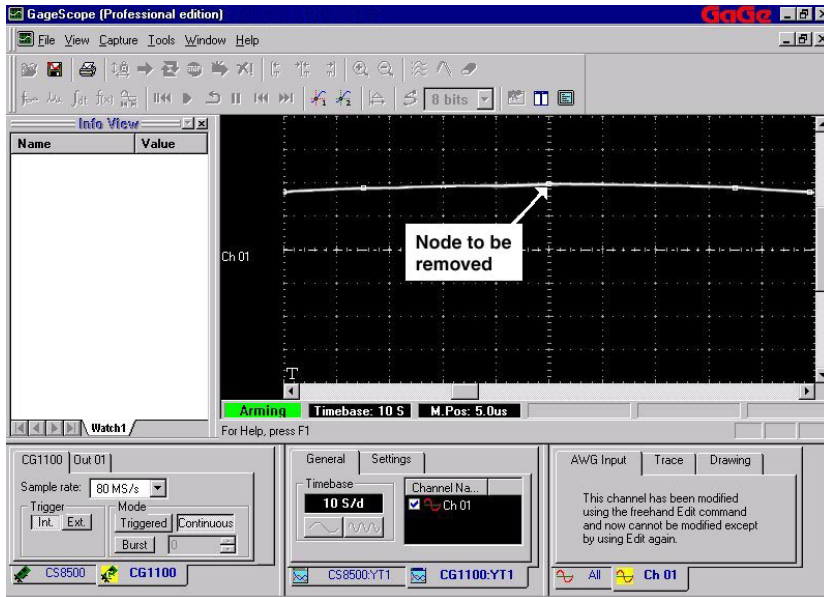 GageScope (Professional edition)
GaGe
File View Capture Tools Window Help
8 bits
Info View
Name Value
Ch 01
Node to be
removed
T
Arming Timebase: 10 S M.Pos: 5.0us
Watch1
For Help, press F1
CG1100 Out 01
Sample rate: 80 MS/s
Trigger
Int. Ext.
Mode
Triggered Continuous
Burst 0
CS8500 CG1100
General Settings
Timebase
10 S/d
Channel Na...
Ch 01
CS8500:YT1 CG1100:YT1
AWG Input Trace Drawing
This channel has been modified
using the freehand Edit command
and now cannot be modified except
by using Edit again.
All Ch 01